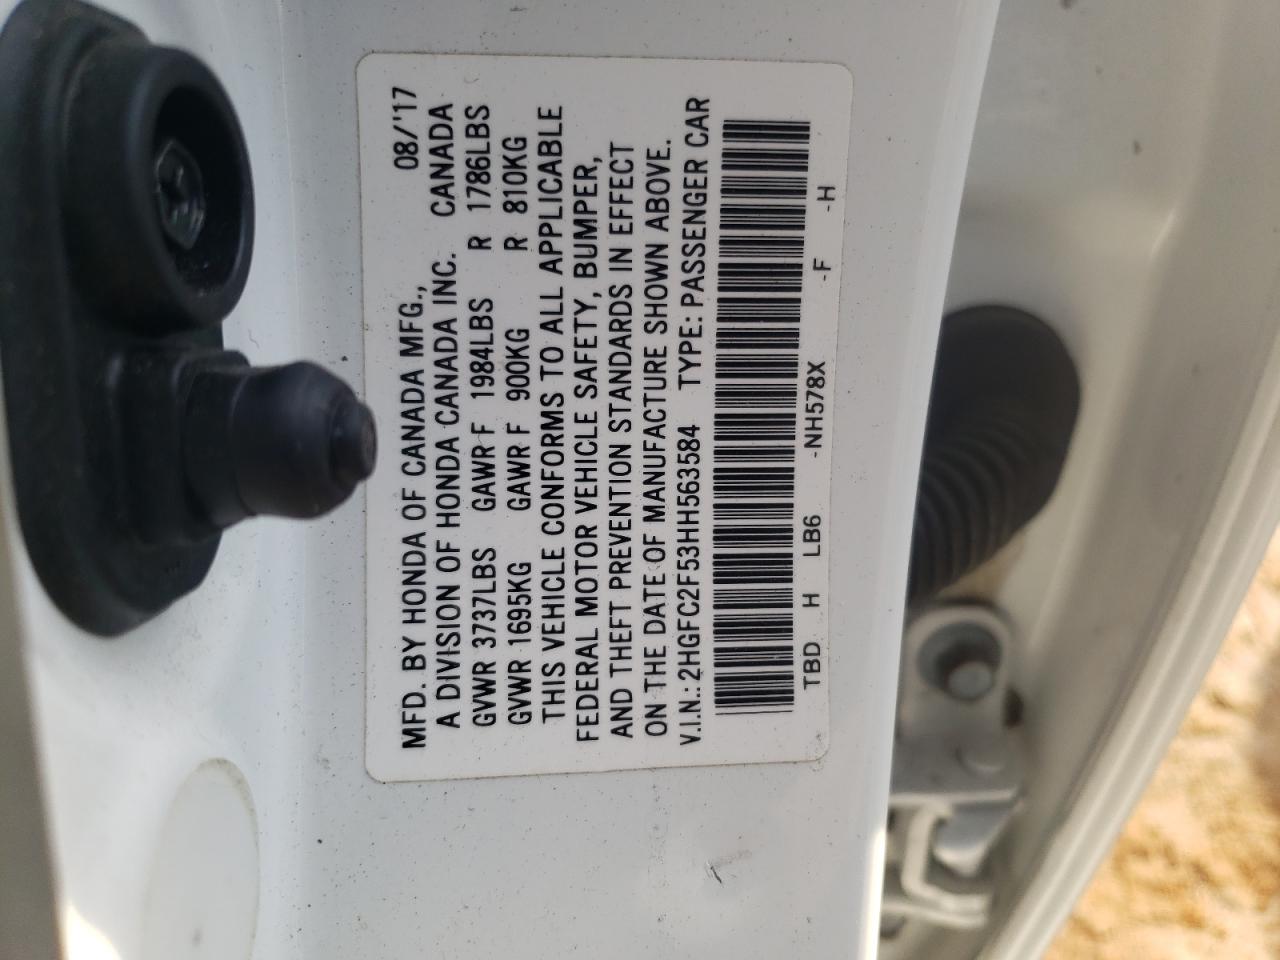 08/'17
MFD. BY HONDA OF CANADA MFG.,
A DIVISION OF HONDA CANADA INC. CANADA
GVWR 3737LBS GAWR F 1984LBS R 1786LBS
GVWR 1695KG GAWR F 900KG R 810KG
THIS VEHICLE CONFORMS TO ALL APPLICABLE
FEDERAL MOTOR VEHICLE SAFETY, BUMPER,
AND THEFT PREVENTION STANDARDS IN EFFECT
ON THE DATE OF MANUFACTURE SHOWN ABOVE.
V.I.N.: 2HGFC2F53HH563584 TYPE: PASSENGER CAR
TBD H LB6 -NH578X -F -H